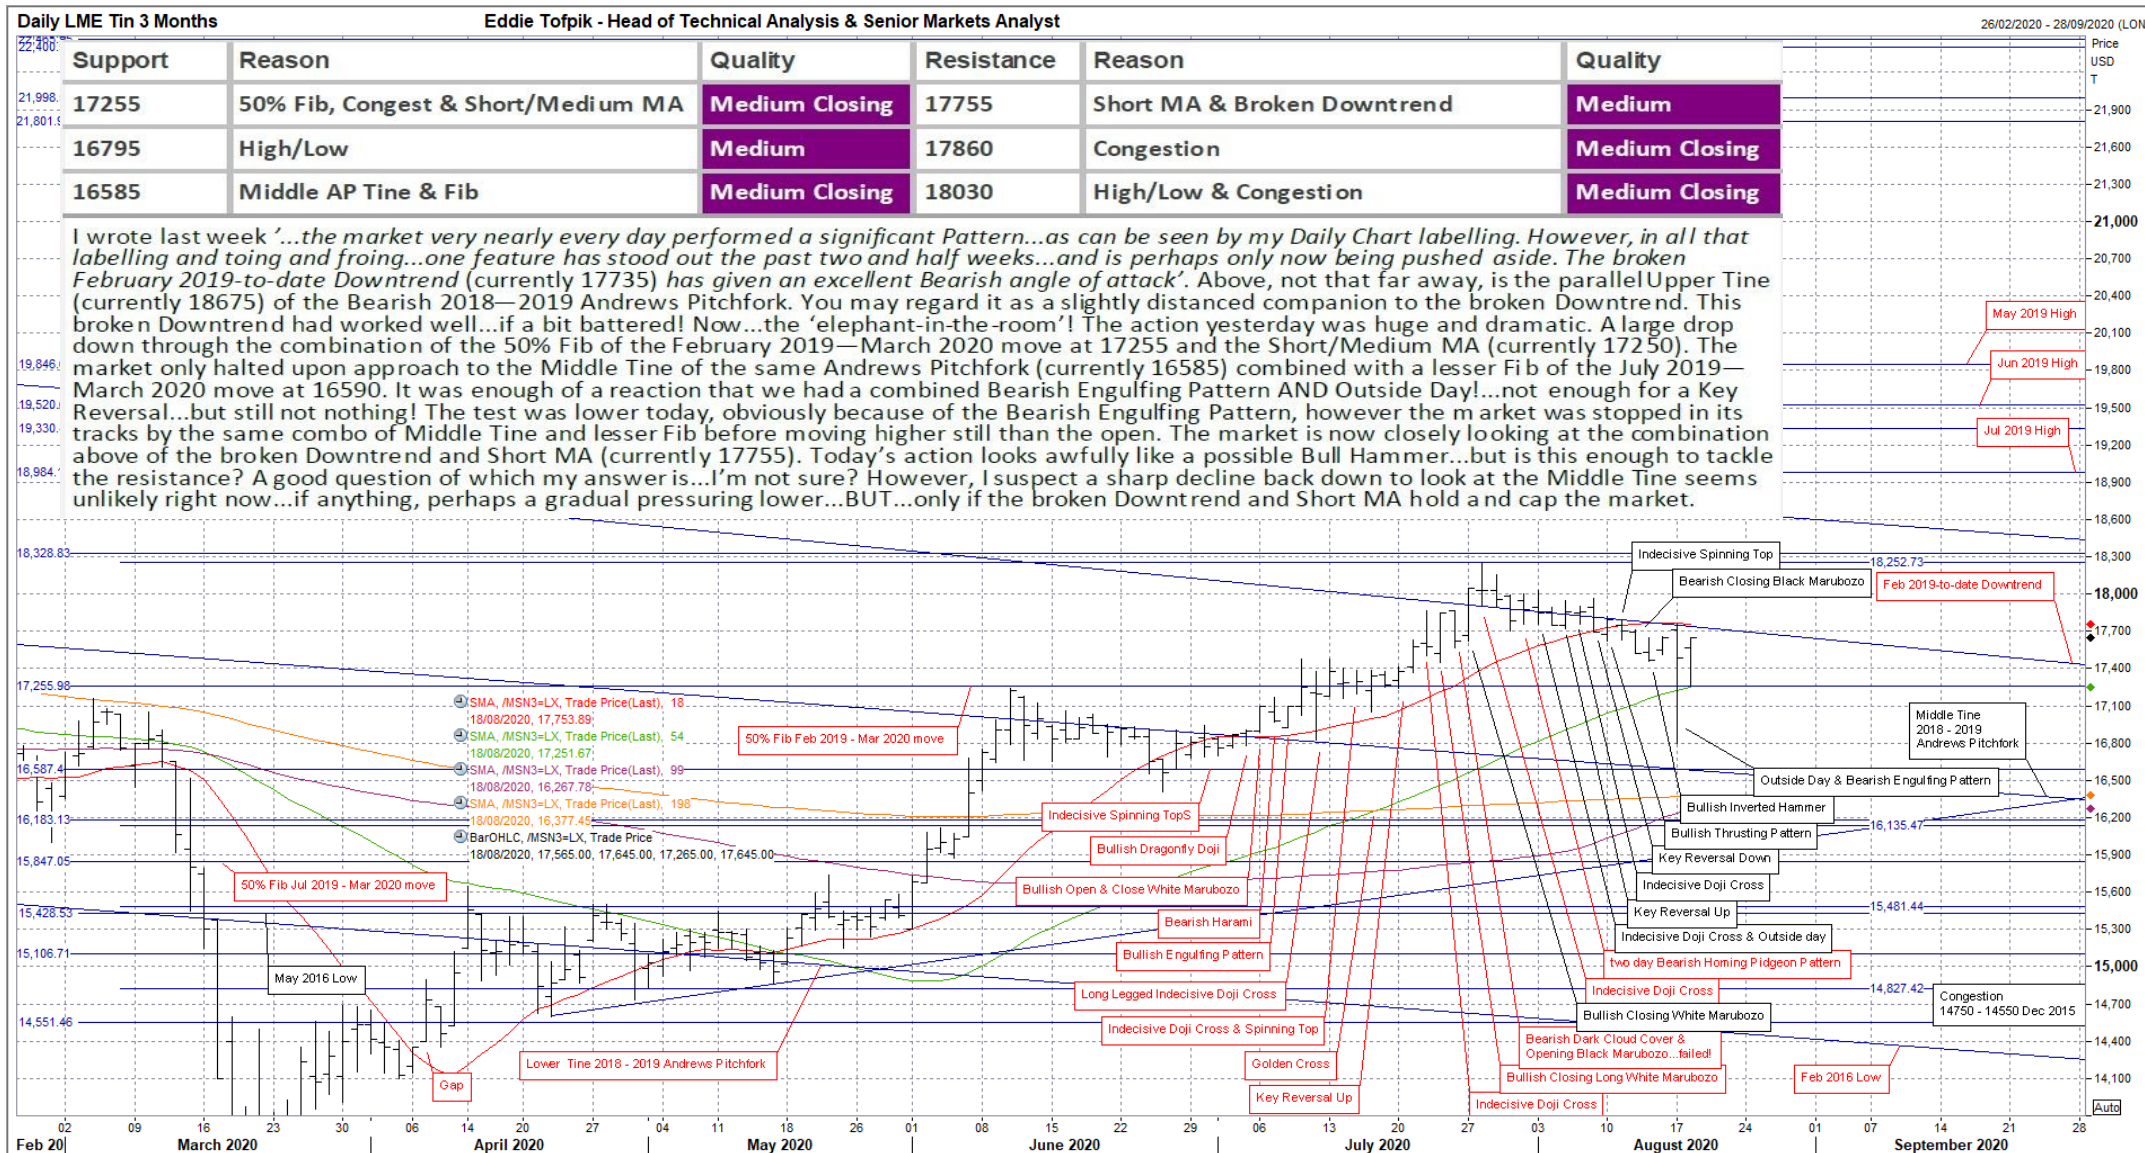 Daily LME Tin 3 Months
Eddie Tofpik - Head of Technical Analysis & Senior Markets Analyst
26/02/2020 - 28/09/2020 (LON
Support Reason Quality Resistance Reason Quality
17255 50% Fib, Congest & Short/Medium MA Medium Closing 17755 Short MA & Broken Downtrend Medium
16795 High/Low Medium 17860 Congestion Medium Closing
16585 Middle AP Tine & Fib Medium Closing 18030 High/Low & Congestion Medium Closing
I wrote last week '...the market very nearly every day performed a significant Pattern...as can be seen by my Daily Chart labelling. However, in all that
labelling and toing and froing...one feature has stood out the past two and half weeks...and is perhaps only now being pushed aside. The broken
February 2019-to-date Downtrend (currently 17735) has given an excellent Bearish angle of attack'. Above, not that far away, is the parallel Upper Tine
(currently 18675) of the Bearish 2018—2019 Andrews Pitchfork. You may regard it as a slightly distanced companion to the broken Downtrend. This
broken Downtrend had worked well...if a bit battered! Now...the 'elephant-in-the-room'! The action yesterday was huge and dramatic. A large drop
down through the combination of the 50% Fib of the February 2019—March 2020 move at 17255 and the Short/Medium MA (currently 17250). The
market only halted upon approach to the Middle Tine of the same Andrews Pitchfork (currently 16585) combined with a lesser Fib of the July 2019—
March 2020 move at 16590. It was enough of a reaction that we had a combined Bearish Engulfing Pattern AND Outside Day!...not enough for a Key
Reversal...but still not nothing! The test was lower today, obviously because of the Bearish Engulfing Pattern, however the market was stopped in its
tracks by the same combo of Middle Tine and lesser Fib before moving higher still than the open. The market is now closely looking at the combination
above of the broken Downtrend and Short MA (currently 17755). Today's action looks awfully like a possible Bull Hammer...but is this enough to tackle
the resistance? A good question of which my answer is...I'm not sure? However, I suspect a sharp decline back down to look at the Middle Tine seems
unlikely right now...if anything, perhaps a gradual pressuring lower...BUT...only if the broken Downtrend and Short MA hold and cap the market.
Price
USD
T
21,900
21,600
21,300
21,000
20,700
20,400
20,100
19,800
19,500
19,200
18,900
18,600
18,300
18,000
17,700
17,400
17,100
16,800
16,500
16,200
15,900
15,600
15,300
15,000
14,700
14,400
14,100
Auto
22,400.
21,998.
21,801.9
19,846.
19,520.
19,330.
18,984.
18,328.83
17,255.98
16,587.4
16,183.13
15,847.05
15,428.53
15,106.71
14,551.46
18,252.73
16,135.47
15,481.44
14,827.42
May 2019 High
Jun 2019 High
Jul 2019 High
Indecisive Spinning Top
Bearish Closing Black Marubozo
Feb 2019-to-date Downtrend
SMA, /MSN3=LX, Trade Price(Last), 18
18/08/2020, 17,753.89
SMA, /MSN3=LX, Trade Price(Last), 54
18/08/2020, 17,251.67
SMA, /MSN3=LX, Trade Price(Last), 99
18/08/2020, 16,267.78
SMA, /MSN3=LX, Trade Price(Last), 198
18/08/2020, 16,377.45
BarOHLC, /MSN3=LX, Trade Price
18/08/2020, 17,565.00, 17,645.00, 17,265.00, 17,645.00
50% Fib Feb 2019 - Mar 2020 move
Middle Tine
2018 - 2019
Andrews Pitchfork
Outside Day & Bearish Engulfing Pattern
Bullish Inverted Hammer
Indecisive Spinning TopS
Bullish Thrusting Pattern
Bullish Dragonfly Doji
Key Reversal Down
50% Fib Jul 2019 - Mar 2020 move
Bullish Open & Close White Marubozo
Indecisive Doji Cross
Key Reversal Up
Bearish Harami
Indecisive Doji Cross & Outside day
Bullish Engulfing Pattern
two day Bearish Homing Pidgeon Pattern
May 2016 Low
Long Legged Indecisive Doji Cross
Indecisive Doji Cross
Congestion
14750 - 14550 Dec 2015
Bullish Closing White Marubozo
Indecisive Doji Cross & Spinning Top
Bearish Dark Cloud Cover &
Opening Black Marubozo...failed!
Lower Tine 2018 - 2019 Andrews Pitchfork
Golden Cross
Bullish Closing Long White Marubozo
Feb 2016 Low
Gap
Key Reversal Up
Indecisive Doji Cross
02 09 16 23 30 06 14 20 27 04 11 18 26 01 08 15 22 29 06 13 20 27 03 10 17 24 01 07 14 21 28
Feb 20 March 2020 April 2020 May 2020 June 2020 July 2020 August 2020 September 2020